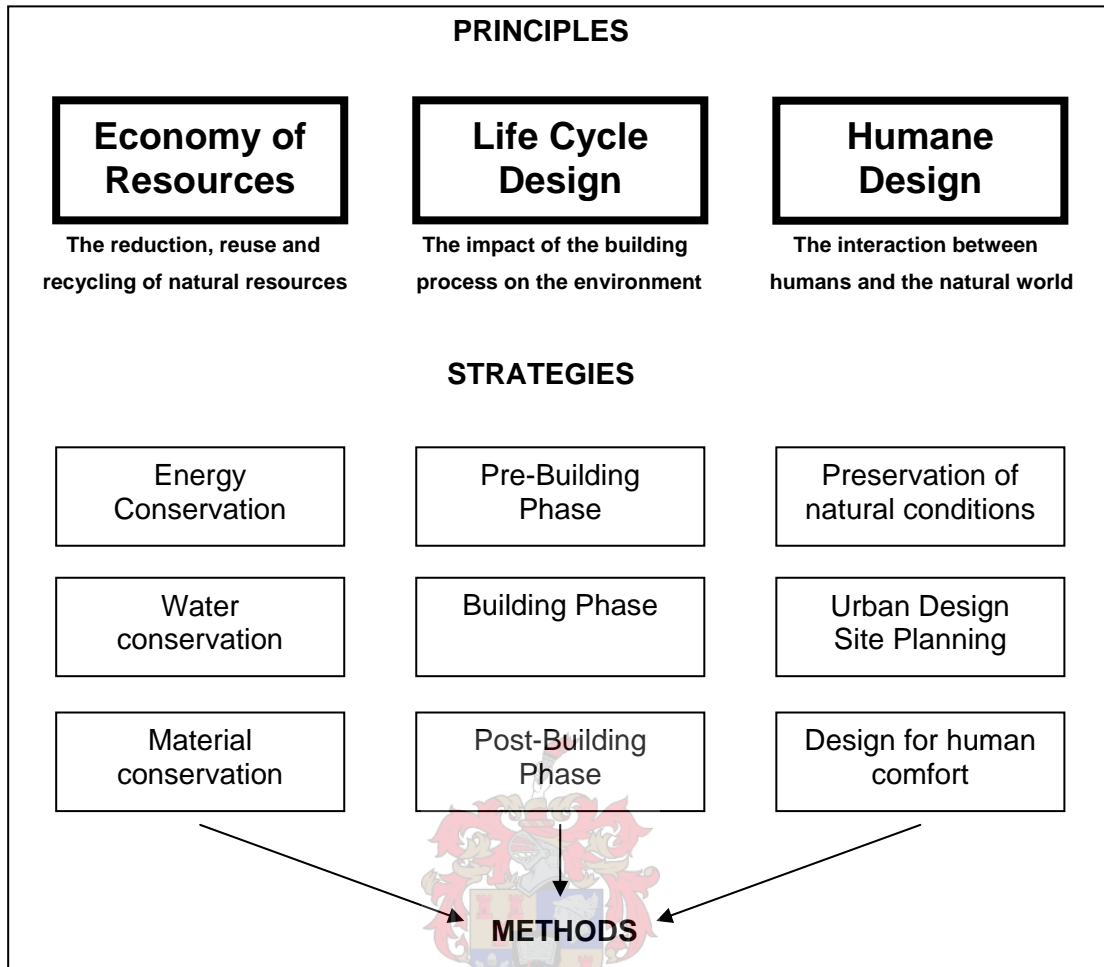 PRINCIPLES
Economy of
Resources
Life Cycle
Design
Humane
Design
The reduction, reuse and
recycling of natural resources
The impact of the building
process on the environment
The interaction between
humans and the natural world
STRATEGIES
Energy
Conservation
Pre-Building
Phase
Preservation of
natural conditions
Water
conservation
Building Phase
Urban Design
Site Planning
Material
conservation
Post-Building
Phase
Design for human
comfort
METHODS